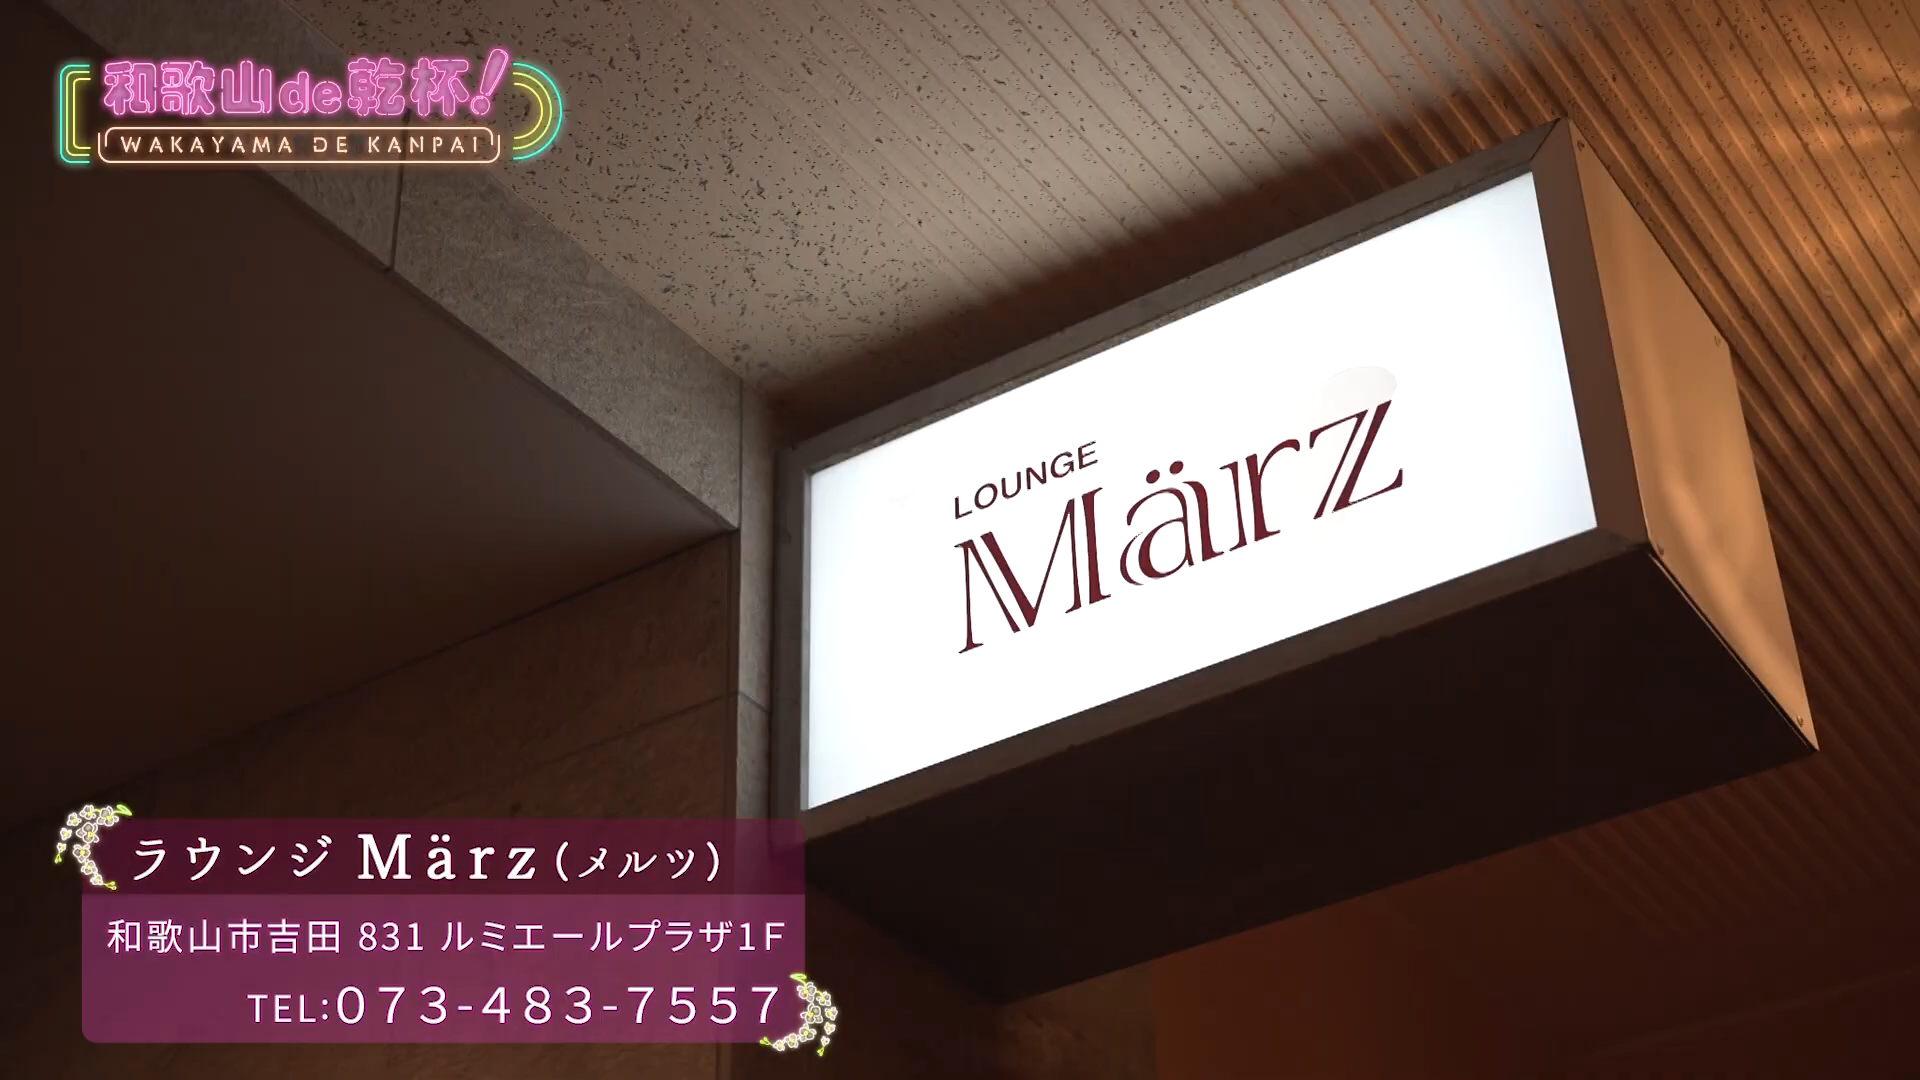 和歌山de乾杯!
WAKAYAMA DE KANPAI
LOUNGE
März
ラウンジ März(メルツ)
和歌山市吉田 831 ルミエールプラザ1F
TEL:073-483-7557